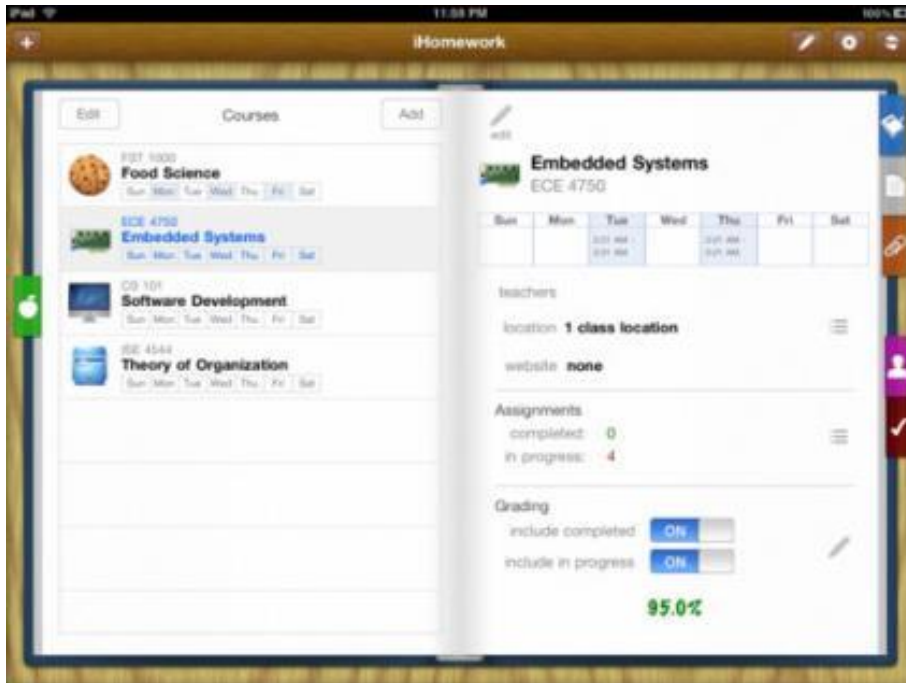 iPad 11:58 PM 100%
iHomework
Edit Courses Add
FST 1000
Food Science
Sun Mon Tue Wed Thu Fri Sat
ECE 4750
Embedded Systems
Sun Mon Tue Wed Thu Fri Sat
CS 101
Software Development
Sun Mon Tue Wed Thu Fri Sat
ISE 4544
Theory of Organization
Sun Mon Tue Wed Thu Fri Sat
edit
Embedded Systems
ECE 4750
Sun Mon Tue Wed Thu Fri Sat
teachers
location 1 class location
website none
Assignments
completed: 0
in progress: 4
Grading
include completed ON
include in progress ON
95.0%